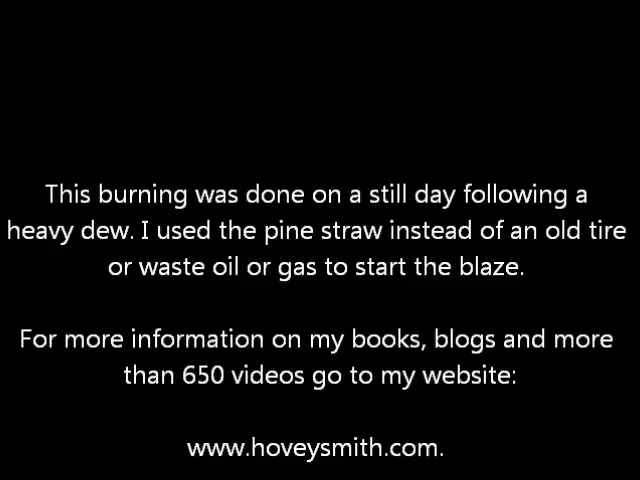 This burning was done on a still day following a
heavy dew. I used the pine straw instead of an old tire
or waste oil or gas to start the blaze.
For more information on my books, blogs and more
than 650 videos go to my website:
www.hoveysmith.com.